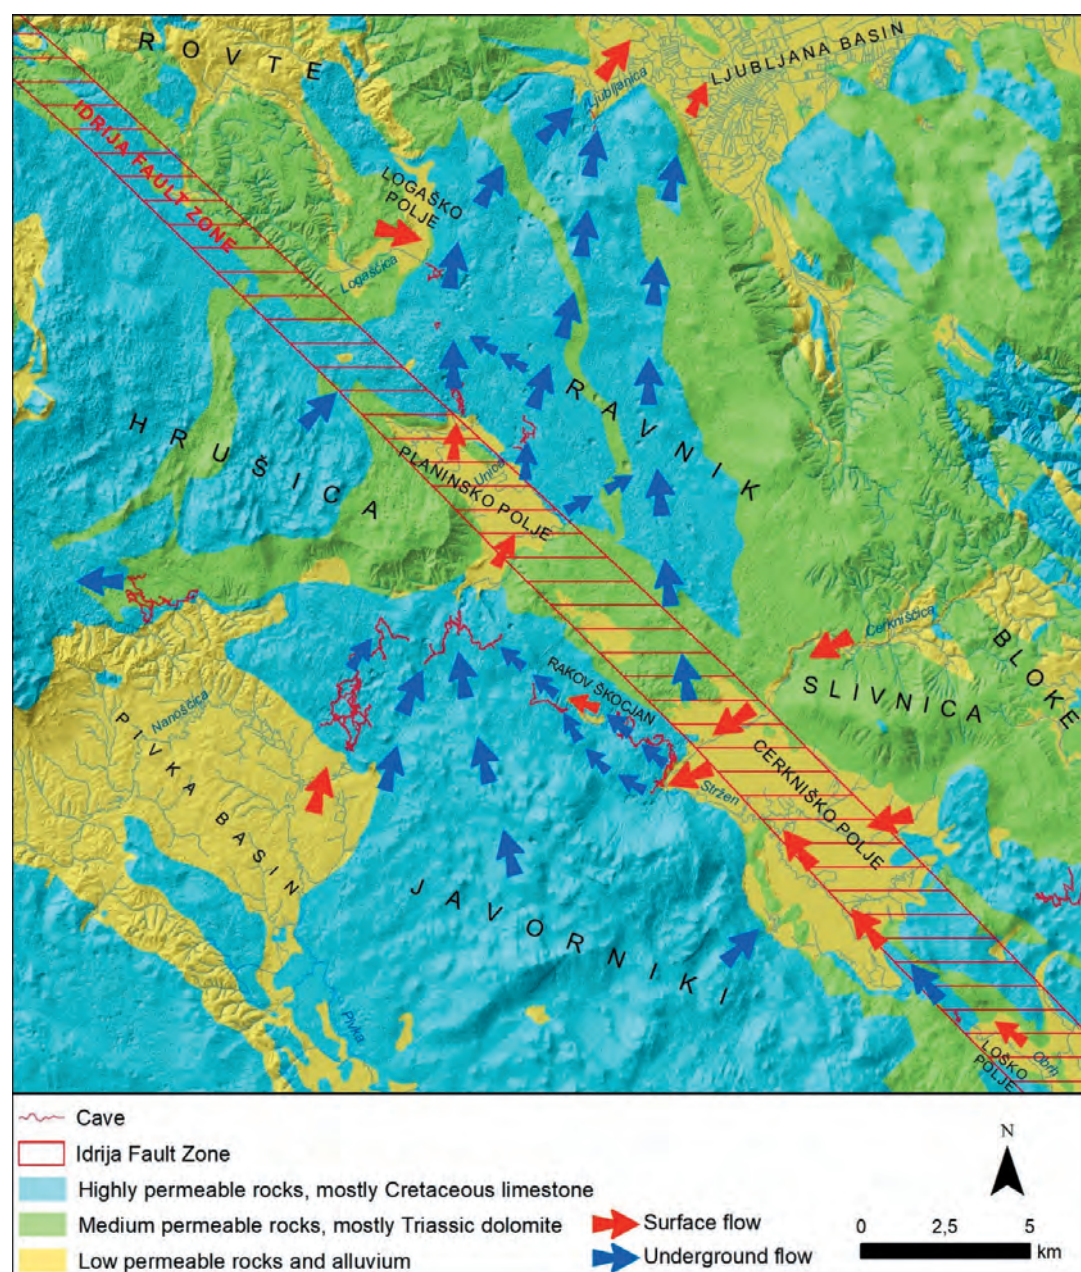 ROVTE
Ljubljanica
LJUBLJANA BASIN
IDRIJA FAULT ZONE
LOGAŠKO
POLJE
Logaščica
RAVNIK
HRUŠICA
PLANINSKO POLJE
Unica
Cerkniščica
BLOKE
SLIVNICA
RAKOV ŠKOCJAN
Nanoščica
PIVKA BASIN
CERKNIŠKO POLJE
Stržen
JAVORNIKI
Pivka
Obrh
LOŠKO
POLJE
Cave
Idrija Fault Zone
Highly permeable rocks, mostly Cretaceous limestone
Medium permeable rocks, mostly Triassic dolomite
Low permeable rocks and alluvium
Surface flow
Underground flow
N
0 2,5 5
km